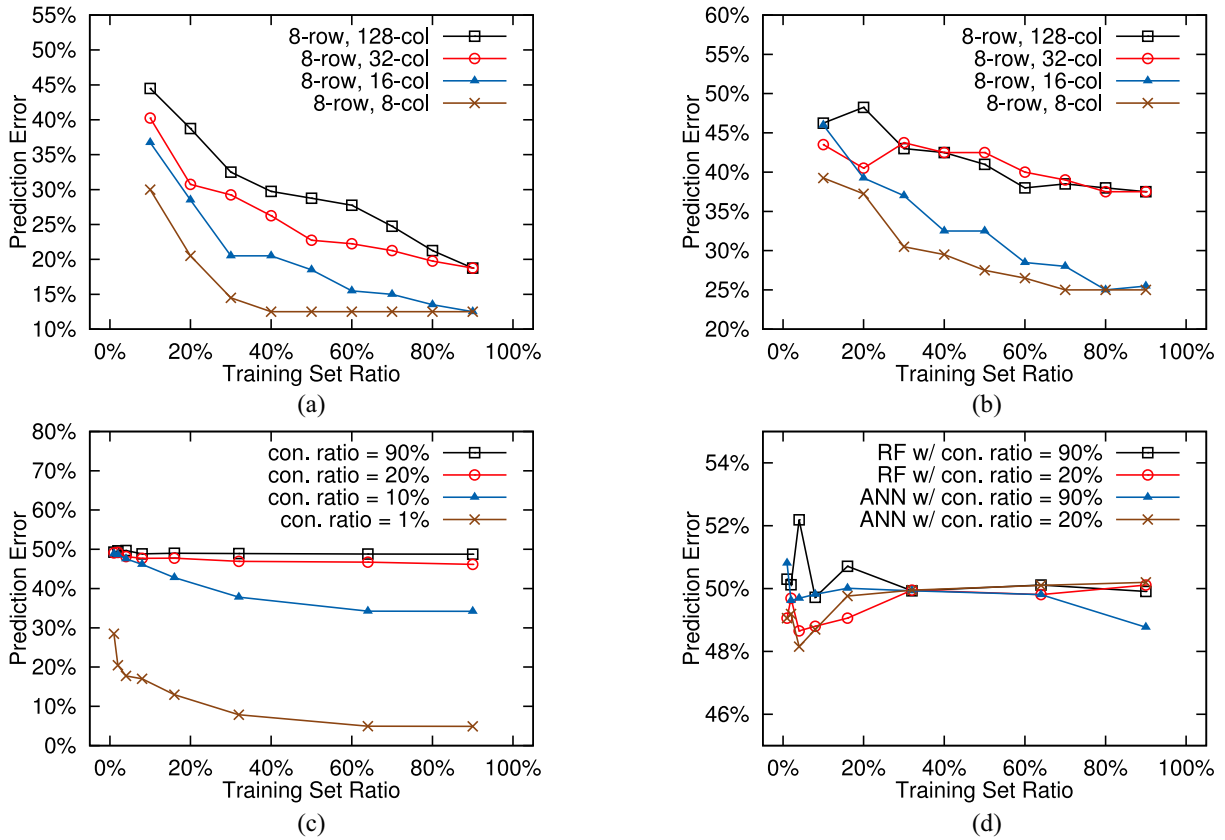 55%
50%
45%
40%
35%
30%
25%
20%
15%
10%
Prediction Error
8-row, 128-col
8-row, 32-col
8-row, 16-col
8-row, 8-col
0%
20%
40%
60%
80%
100%
Training Set Ratio
(a)
60%
55%
50%
45%
40%
35%
30%
25%
20%
Prediction Error
8-row, 128-col
8-row, 32-col
8-row, 16-col
8-row, 8-col
0%
20%
40%
60%
80%
100%
Training Set Ratio
(b)
80%
70%
60%
50%
40%
30%
20%
10%
0%
Prediction Error
con. ratio = 90%
con. ratio = 20%
con. ratio = 10%
con. ratio = 1%
0%
20%
40%
60%
80%
100%
Training Set Ratio
(c)
54%
52%
50%
48%
46%
Prediction Error
RF w/ con. ratio = 90%
RF w/ con. ratio = 20%
ANN w/ con. ratio = 90%
ANN w/ con. ratio = 20%
0%
20%
40%
60%
80%
100%
Training Set Ratio
(d)